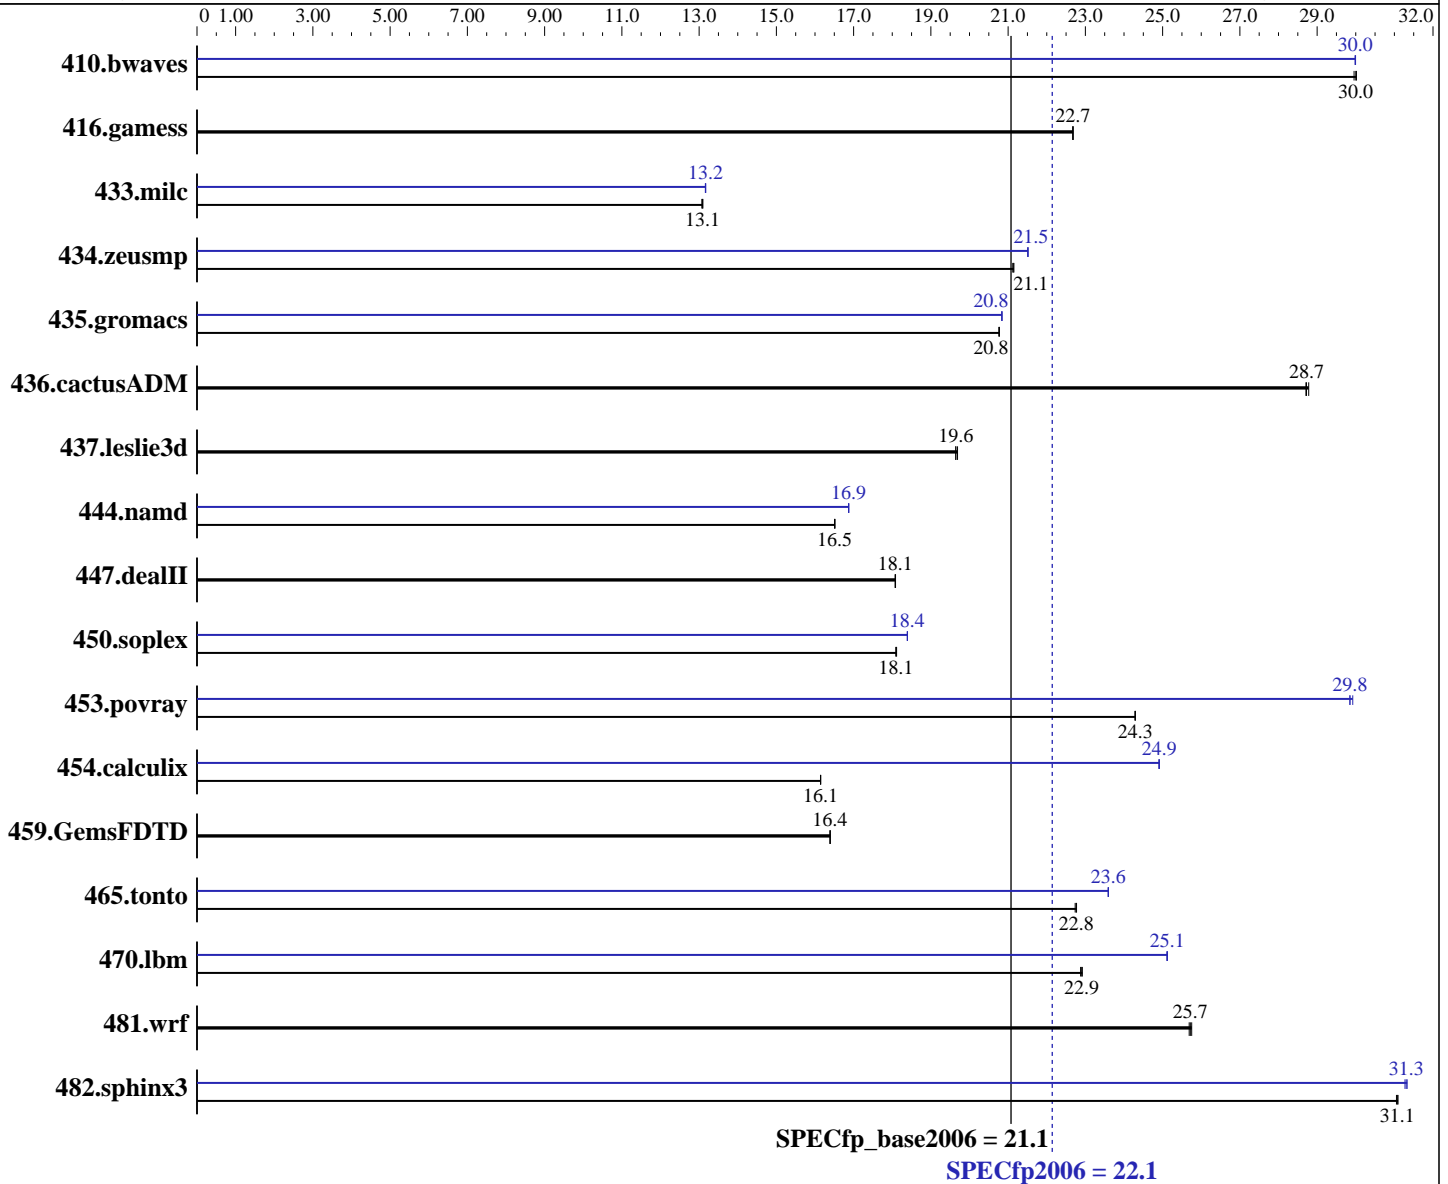 0 1.00 3.00 5.00 7.00 9.00 11.0 13.0 15.0 17.0 19.0 21.0 23.0 25.0 27.0 29.0 32.0
30.0
410.bwaves
30.0
22.7
416.gamess
13.2
433.milc
13.1
21.5
434.zeusmp
21.1
20.8
435.gromacs
20.8
28.7
436.cactusADM
19.6
437.leslie3d
16.9
444.namd
16.5
18.1
447.dealII
18.4
450.soplex
18.1
29.8
453.povray
24.3
24.9
454.calculix
16.1
16.4
459.GemsFDTD
23.6
465.tonto
22.8
25.1
470.lbm
22.9
25.7
481.wrf
31.3
482.sphinx3
31.1
SPECfp_base2006 = 21.1
SPECfp2006 = 22.1